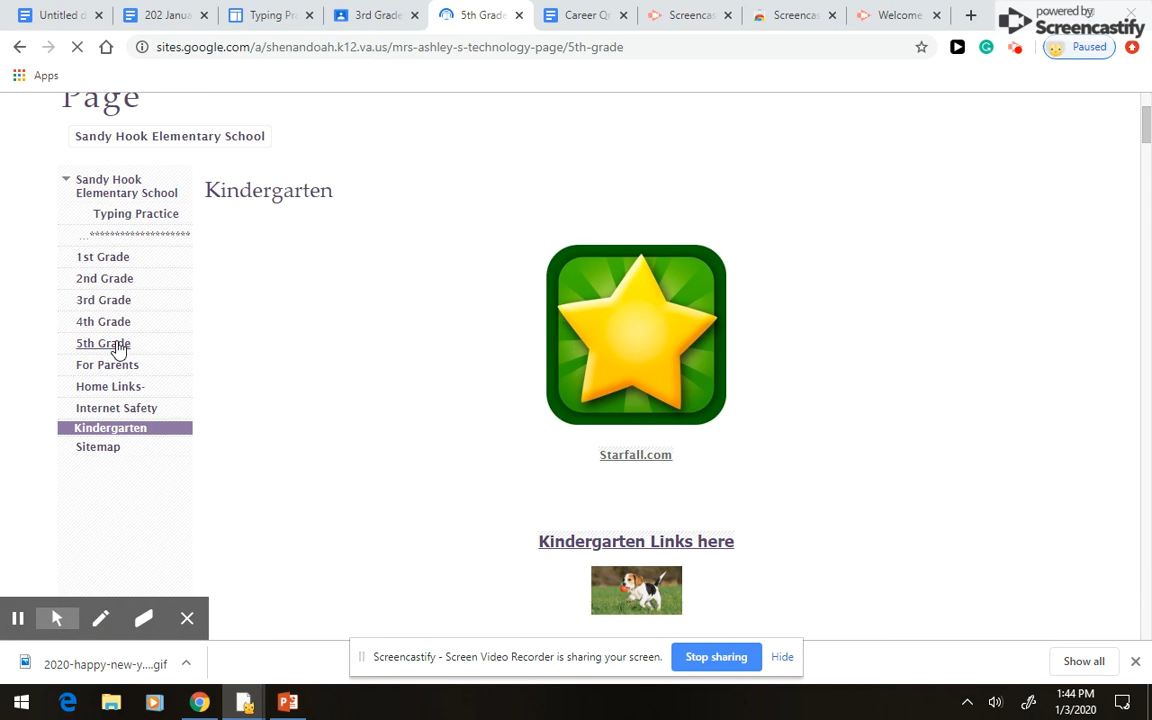 Untitled d
202 Janua
Typing Pra
3rd Grade
5th Grade
Career Qr
Screencas
Screencas
Welcome
powered by
Screencastify
sites.google.com/a/shenandoah.k12.va.us/mrs-ashley-s-technology-page/5th-grade
Paused
Apps
Page
Sandy Hook Elementary School
Sandy Hook
Elementary School
Typing Practice
...********************
1st Grade
2nd Grade
3rd Grade
4th Grade
5th Grade
For Parents
Home Links-
Internet Safety
Kindergarten
Sitemap
Kindergarten
Starfall.com
Kindergarten Links here
2020-happy-new-y....gif
Screencastify - Screen Video Recorder is sharing your screen.
Stop sharing
Hide
Show all
1:44 PM
1/3/2020